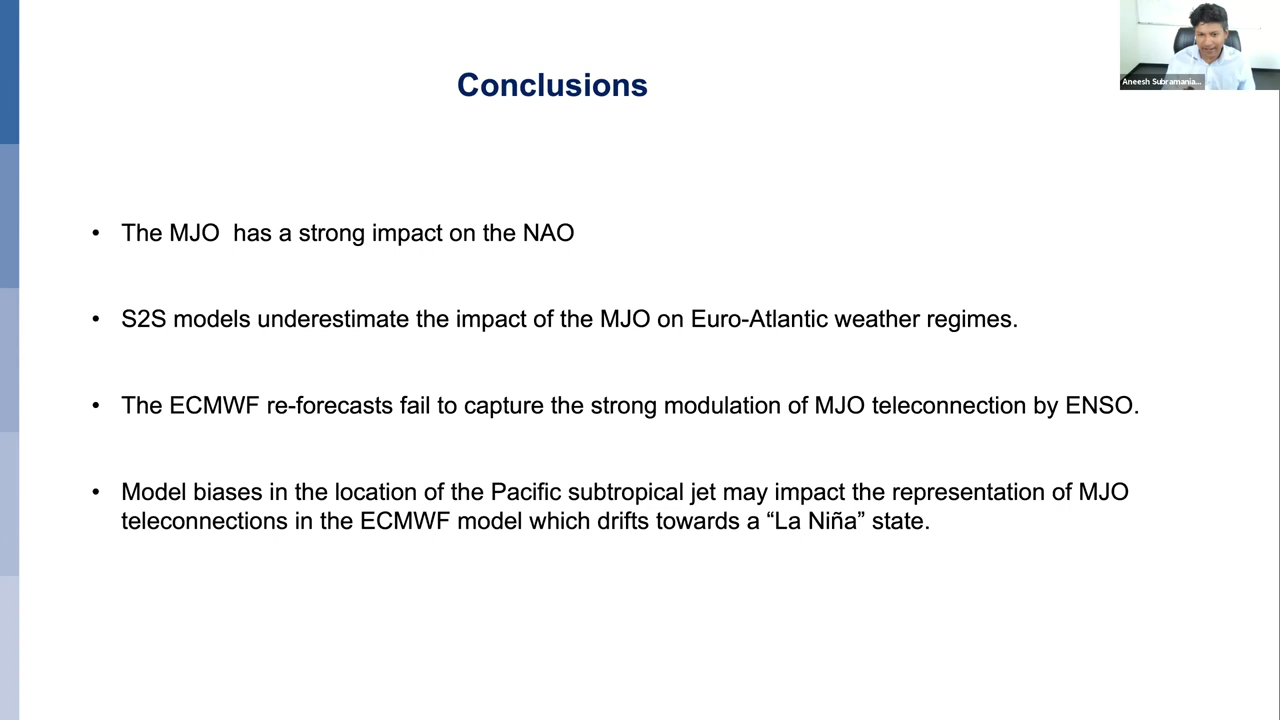 Aneesh Subramania...
Conclusions
• The MJO has a strong impact on the NAO
• S2S models underestimate the impact of the MJO on Euro-Atlantic weather regimes.
• The ECMWF re-forecasts fail to capture the strong modulation of MJO teleconnection by ENSO.
• Model biases in the location of the Pacific subtropical jet may impact the representation of MJO
teleconnections in the ECMWF model which drifts towards a “La Niña” state.